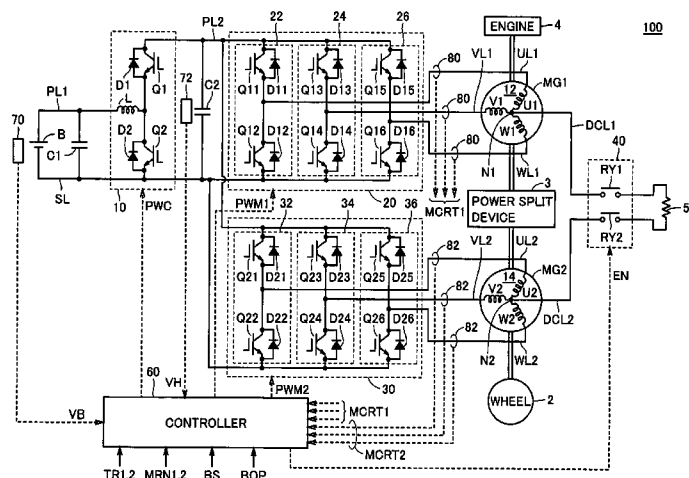 22 24 26 ENGINE 4 100
PL2 80 VL1 UL1
D1 Q1 72 C2 Q11 D11 Q13 D13 Q15 D15 MG1
PL1 L 80 12 V1 U1 DCL1
70 B C1 D2 Q2 Q12 D12 Q14 D14 Q16 D16 80 W1 40
N1 WL1 RY1
SL 10 PWC PWM1 20 MCRT1 3 5
32 34 36 POWER SPLIT DEVICE RY2
82 VL2 UL2 EN
Q21 D21 Q23 D23 Q25 D25 MG2
82 14 V2 U2
Q22 D22 Q24 D24 Q26 D26 82 W2 DCL2
N2 WL2
60 VH PWM2 30
VB CONTROLLER MCRT1 WHEEL 2
MCRT2
TR1,2 MRN1,2 BS BOP